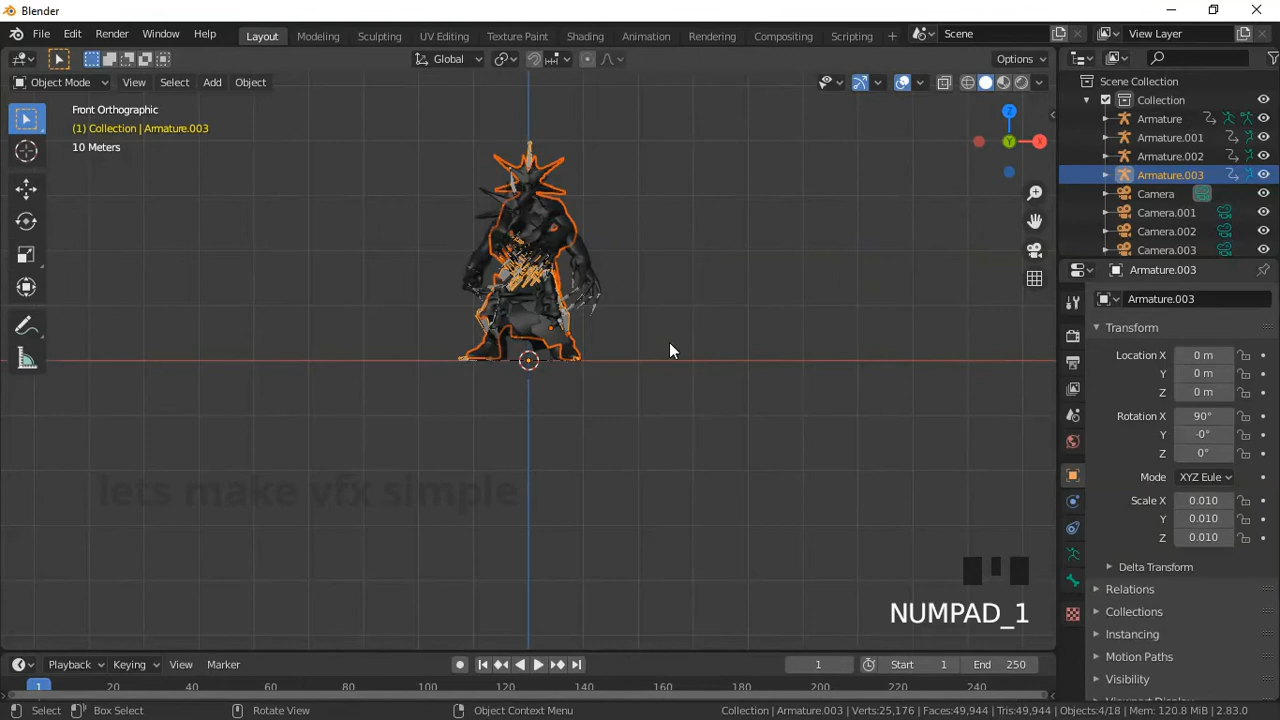 Blender
File Edit Render Window Help Layout Modeling Sculpting UV Editing Texture Paint Shading Animation Rendering Compositing Scripting + Scene View Layer
Global Options
Object Mode View Select Add Object
Front Orthographic
(1) Collection | Armature.003
10 Meters
Z
Y
X
Scene Collection
Collection
Armature
Armature.001
Armature.002
Armature.003
Camera
Camera.001
Camera.002
Camera.003
Armature.003
Armature.003
Transform
Location X 0 m
Y 0 m
Z 0 m
Rotation X 90°
Y -0°
Z 0°
Mode XYZ Eule
Scale X 0.010
Y 0.010
Z 0.010
Delta Transform
Relations
Collections
Instancing
Motion Paths
Visibility
lets make vfx simple
NUMPAD_1
Playback Keying View Marker 1 Start 1 End 250
1 20 40 60 80 100 120 140 160 180 200 220 240
Select Box Select Rotate View Object Context Menu Collection | Armature.003 | Verts:25,176 | Faces:49,944 | Tris:49,944 | Objects:4/18 | Mem: 120.8 MiB | 2.83.0